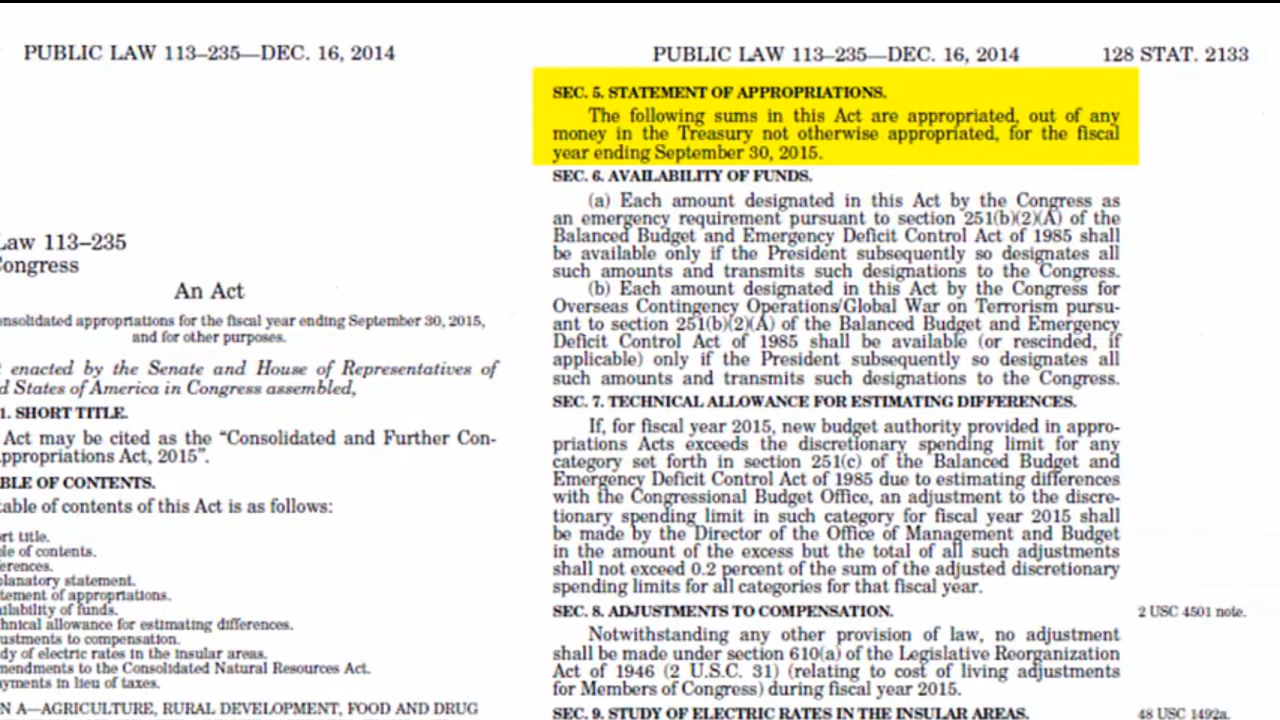 PUBLIC LAW 113–235—DEC. 16, 2014
Law 113–235
Congress
An Act
consolidated appropriations for the fiscal year ending September 30, 2015,
and for other purposes.
enacted by the Senate and House of Representatives of
States of America in Congress assembled,
1. SHORT TITLE.
Act may be cited as the “Consolidated and Further Con-
Appropriations Act, 2015”.
TABLE OF CONTENTS.
table of contents of this Act is as follows:
title.
of contents.
planatory statement.
tement of appropriations.
ailability of funds.
chnical allowance for estimating differences.
ustments to compensation.
dy of electric rates in the insular areas.
mendments to the Consolidated Natural Resources Act.
yments in lieu of taxes.
N A—AGRICULTURE, RURAL DEVELOPMENT, FOOD AND DRUG
PUBLIC LAW 113–235—DEC. 16, 2014 128 STAT. 2133
SEC. 5. STATEMENT OF APPROPRIATIONS.
The following sums in this Act are appropriated, out of any
money in the Treasury not otherwise appropriated, for the fiscal
year ending September 30, 2015.
SEC. 6. AVAILABILITY OF FUNDS.
(a) Each amount designated in this Act by the Congress as
an emergency requirement pursuant to section 251(b)(2)(A) of the
Balanced Budget and Emergency Deficit Control Act of 1985 shall
be available only if the President subsequently so designates all
such amounts and transmits such designations to the Congress.
(b) Each amount designated in this Act by the Congress for
Overseas Contingency Operations/Global War on Terrorism pursu-
ant to section 251(b)(2)(A) of the Balanced Budget and Emergency
Deficit Control Act of 1985 shall be available (or rescinded, if
applicable) only if the President subsequently so designates all
such amounts and transmits such designations to the Congress.
SEC. 7. TECHNICAL ALLOWANCE FOR ESTIMATING DIFFERENCES.
If, for fiscal year 2015, new budget authority provided in appro-
priations Acts exceeds the discretionary spending limit for any
category set forth in section 251(c) of the Balanced Budget and
Emergency Deficit Control Act of 1985 due to estimating differences
with the Congressional Budget Office, an adjustment to the discre-
tionary spending limit in such category for fiscal year 2015 shall
be made by the Director of the Office of Management and Budget
in the amount of the excess but the total of all such adjustments
shall not exceed 0.2 percent of the sum of the adjusted discretionary
spending limits for all categories for that fiscal year.
SEC. 8. ADJUSTMENTS TO COMPENSATION. 2 USC 4501 note.
Notwithstanding any other provision of law, no adjustment
shall be made under section 610(a) of the Legislative Reorganization
Act of 1946 (2 U.S.C. 31) (relating to cost of living adjustments
for Members of Congress) during fiscal year 2015.
SEC. 9. STUDY OF ELECTRIC RATES IN THE INSULAR AREAS. 48 USC 1492a.